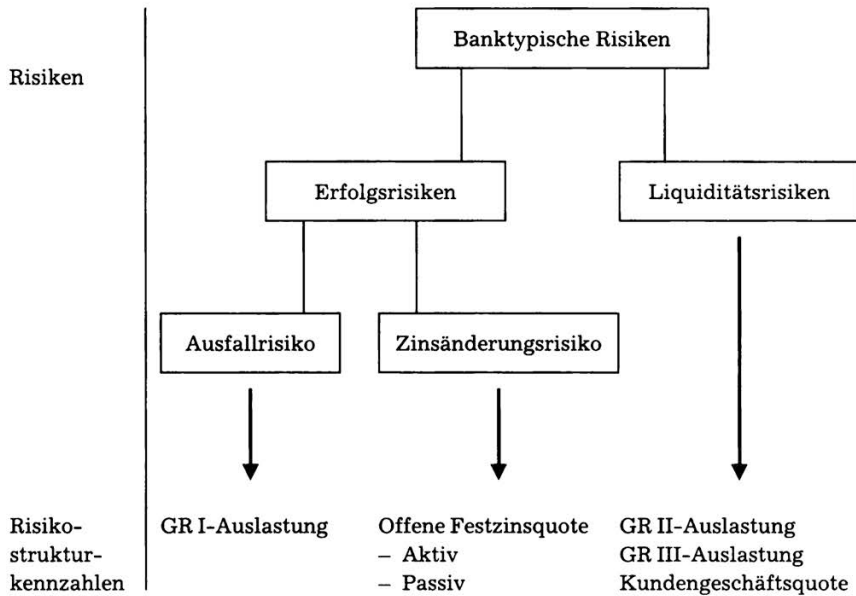 Banktypische Risiken
Risiken
Erfolgsrisiken
Liquiditätsrisiken
Ausfallrisiko
Zinsänderungsrisiko
Risiko-
struktur-
kennzahlen
GR I-Auslastung
Offene Festzinsquote
– Aktiv
– Passiv
GR II-Auslastung
GR III-Auslastung
Kundengeschäftsquote